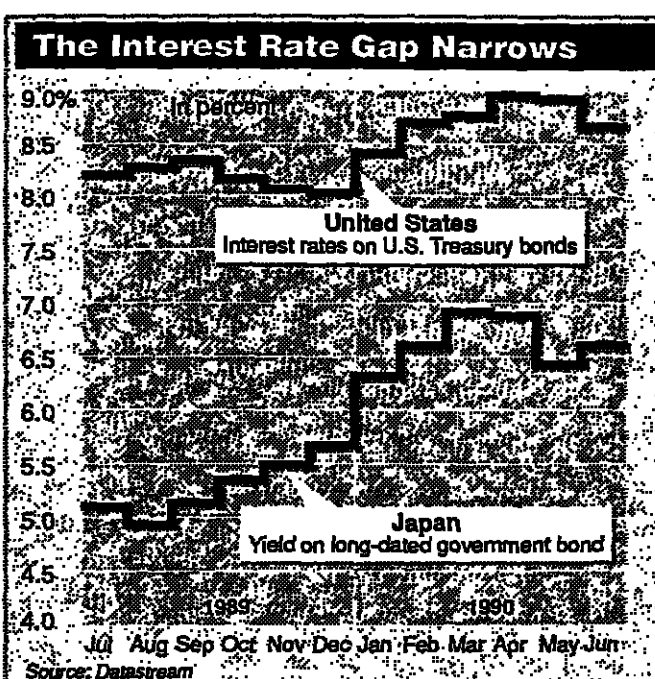 The Interest Rate Gap Narrows
9.0%
In percent
8.5
8.0
United States
Interest rates on U.S. Treasury bonds
7.5
7.0
6.5
6.0
5.5
5.0
Japan
Yield on long-dated government bond
4.5
4.0
1989 1990
Jul Aug Sep Oct Nov Dec Jan Feb Mar Apr May Jun
Source: Datastream